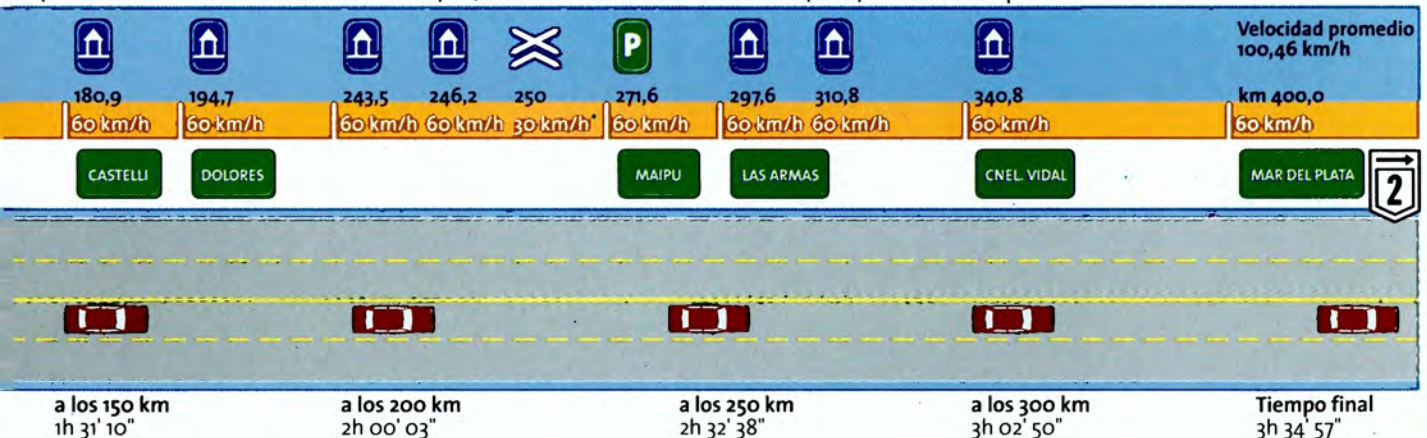 Velocidad promedio
100,46 km/h
P
180,9 194,7 243,5 246,2 250 271,6 297,6 310,8 340,8 km 400,0
60 km/h 60 km/h 60 km/h 60 km/h 30 km/h* 60 km/h 60 km/h 60 km/h 60 km/h 60 km/h
CASTELLI DOLORES MAIPU LAS ARMAS CNEL. VIDAL MAR DEL PLATA 2
a los 150 km a los 200 km a los 250 km a los 300 km Tiempo final
1h 31' 10" 2h 00' 03" 2h 32' 38" 3h 02' 50" 3h 34' 57"